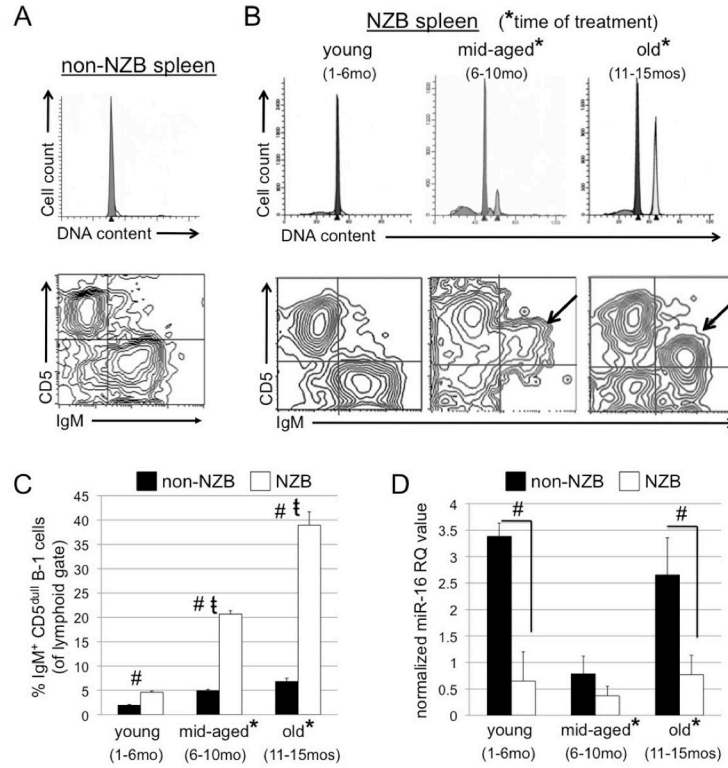 A
non-NZB spleen
Cell count
DNA content
CD5
IgM
B
NZB spleen (*time of treatment)
young mid-aged* old*
(1-6mo) (6-10mo) (11-15mos)
Cell count
DNA content
CD5
IgM
C
non-NZB NZB
% IgM+ CD5dull B-1 cells
(of lymphoid gate)
45
40
35
30
25
20
15
10
5
0
#
# ŧ
# ŧ
young mid-aged* old*
(1-6mo) (6-10mo) (11-15mos)
D
non-NZB NZB
normalized miR-16 RQ value
4
3.5
3
2.5
2
1.5
1
0.5
0
#
#
young mid-aged* old*
(1-6mo) (6-10mo) (11-15mos)